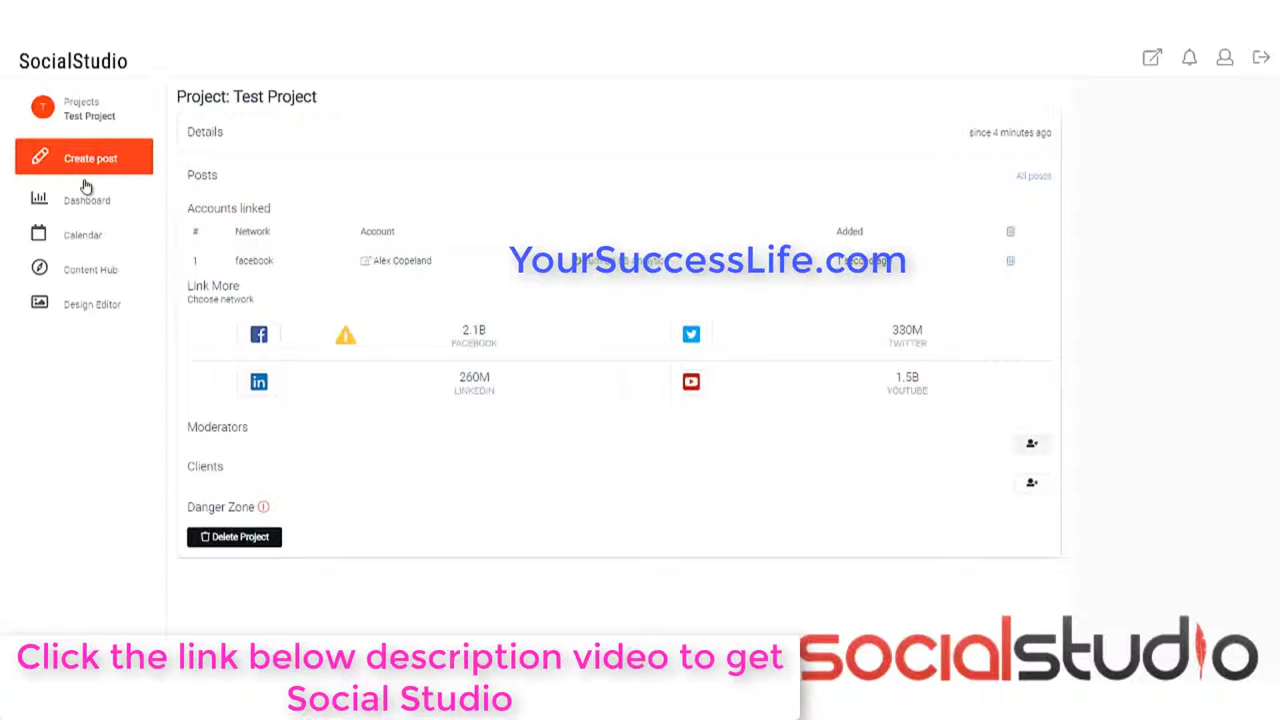 SocialStudio
Projects
T
Test Project
Create post
Dashboard
Calendar
Content Hub
Design Editor
Project: Test Project
Details
since 4 minutes ago
Posts
All posts
Accounts linked
# Network Account Added
1 facebook Alex Copeland
YourSuccessLife.com
Link More
Choose network
2.1B
FACEBOOK
330M
TWITTER
260M
LINKEDIN
1.5B
YOUTUBE
Moderators
Clients
Danger Zone
Delete Project
Click the link below description video to get
Social Studio
socialstudio